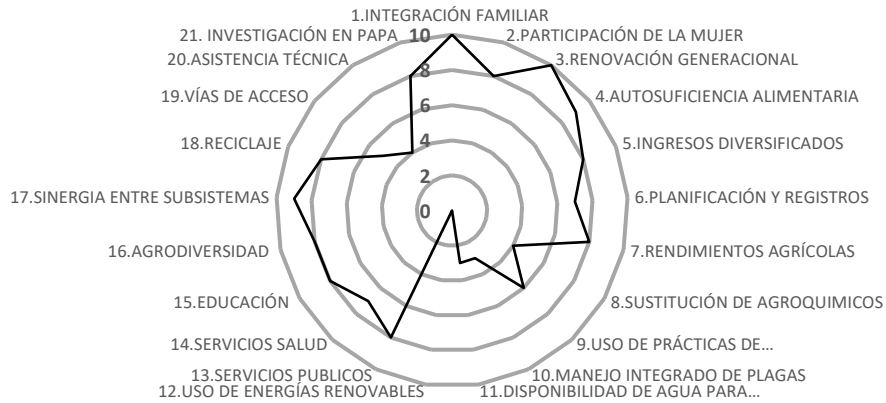 1.INTEGRACIÓN FAMILIAR
2.PARTICIPACIÓN DE LA MUJER
3.RENOVACIÓN GENERACIONAL
4.AUTOSUFICIENCIA ALIMENTARIA
5.INGRESOS DIVERSIFICADOS
6.PLANIFICACIÓN Y REGISTROS
7.RENDIMIENTOS AGRÍCOLAS
8.SUSTITUCIÓN DE AGROQUIMICOS
9.USO DE PRÁCTICAS DE...
10.MANEJO INTEGRADO DE PLAGAS
11.DISPONIBILIDAD DE AGUA PARA...
12.USO DE ENERGÍAS RENOVABLES
13.SERVICIOS PUBLICOS
14.SERVICIOS SALUD
15.EDUCACIÓN
16.AGRODIVERSIDAD
17.SINERGIA ENTRE SUBSISTEMAS
18.RECICLAJE
19.VÍAS DE ACCESO
20.ASISTENCIA TÉCNICA
21. INVESTIGACIÓN EN PAPA
10
8
6
4
2
0